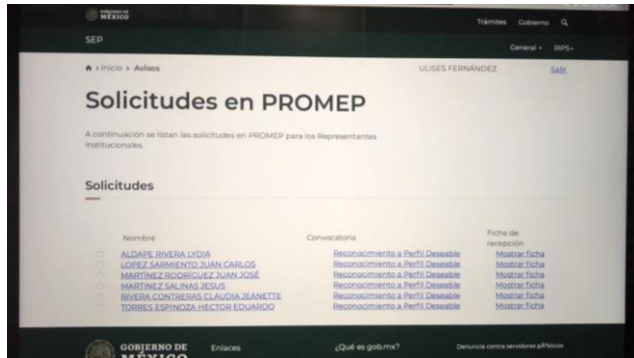 GOBIERNO DE
MÉXICO
Trámites Gobierno
SEP
General RIPS
» Inicio » Avisos ULISES FERNÁNDEZ Salir
Solicitudes en PROMEP
A continuación se listan las solicitudes en PROMEP para los Representantes
Institucionales.
Solicitudes
Nombre Convocatoria Ficha de
recepción
ALDAPE RIVERA LYDIA Reconocimiento a Perfil Deseable Mostrar ficha
LOPEZ SARMIENTO JUAN CARLOS Reconocimiento a Perfil Deseable Mostrar ficha
MARTÍNEZ RODRÍGUEZ JUAN JOSÉ Reconocimiento a Perfil Deseable Mostrar ficha
MARTINEZ SALINAS JESUS Reconocimiento a Perfil Deseable Mostrar ficha
RIVERA CONTRERAS CLAUDIA JEANETTE Reconocimiento a Perfil Deseable Mostrar ficha
TORRES ESPINOZA HECTOR EDUARDO Reconocimiento a Perfil Deseable Mostrar ficha
GOBIERNO DE Enlaces ¿Qué es gob.mx? Denuncia contra servidores
MÉXICO